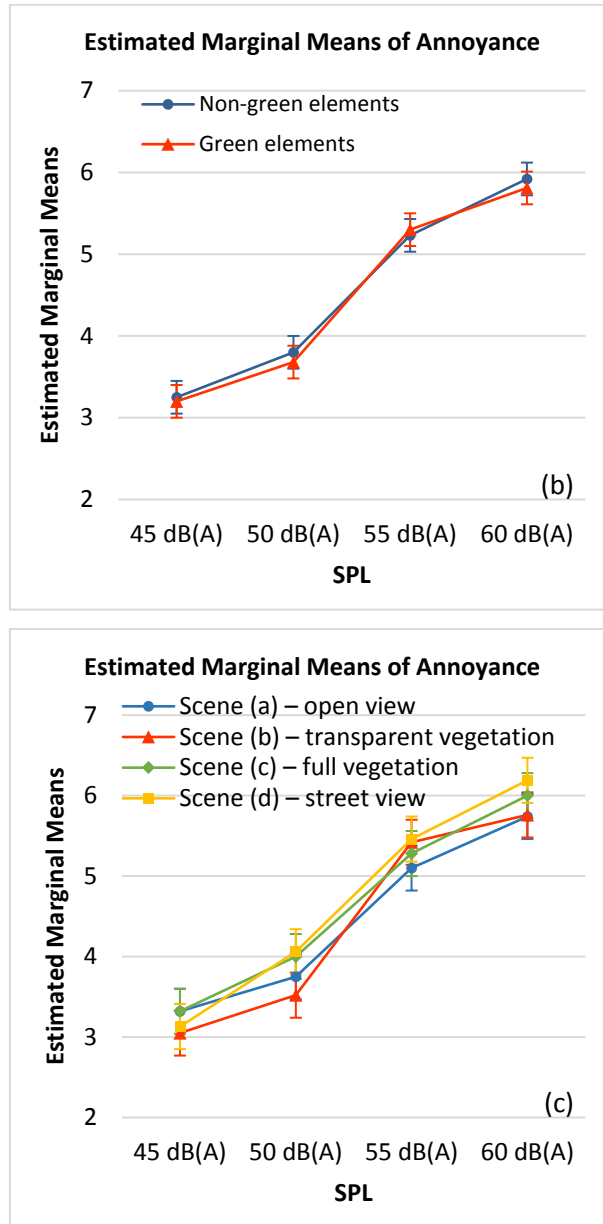 Estimated Marginal Means of Annoyance
7
6
5
4
3
2
Estimated Marginal Means
Non-green elements
Green elements
(b)
45 dB(A) 50 dB(A) 55 dB(A) 60 dB(A)
SPL
Estimated Marginal Means of Annoyance
7
6
5
4
3
2
Estimated Marginal Means
Scene (a) – open view
Scene (b) – transparent vegetation
Scene (c) – full vegetation
Scene (d) – street view
(c)
45 dB(A) 50 dB(A) 55 dB(A) 60 dB(A)
SPL